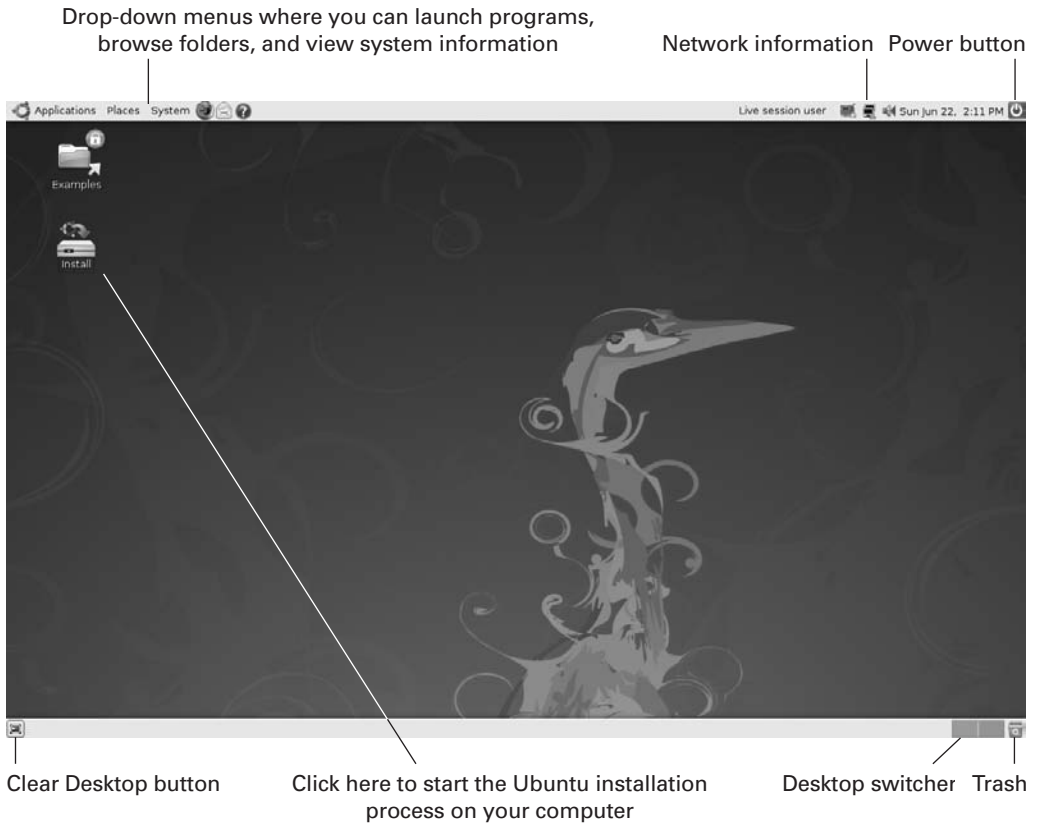 Drop-down menus where you can launch programs,
browse folders, and view system information
Network information
Power button
Applications Places System
Live session user
Sun Jun 22, 2:11 PM
Examples
Install
Clear Desktop button
Click here to start the Ubuntu installation
process on your computer
Desktop switcher
Trash